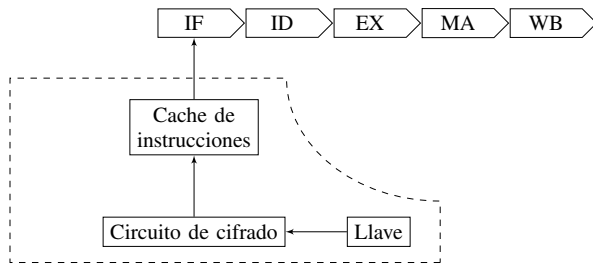 IF
ID
EX
MA
WB
Cache de
instrucciones
Circuito de cifrado
Llave